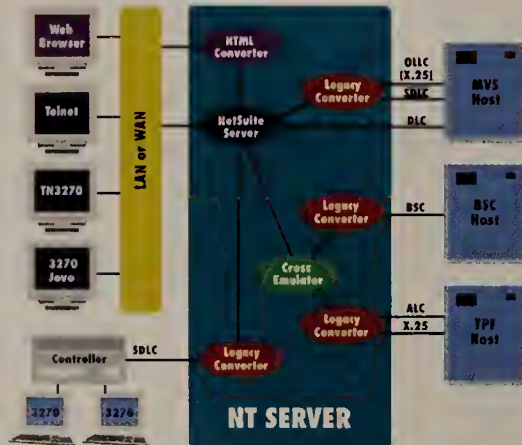 Web
Browser
Telnet
TN3270
3270
Java
LAN or WAN
Controller
SDLC
3270
3270
HTML
Converter
NetSuite
Server
Legacy
Converter
Legacy
Converter
Cross
Emulator
Legacy
Converter
Legacy
Converter
NT SERVER
QLLC
(X.25)
SDLC
DLC
BSC
ALC
X.25
MVS
Host
BSC
Host
TPF
Host